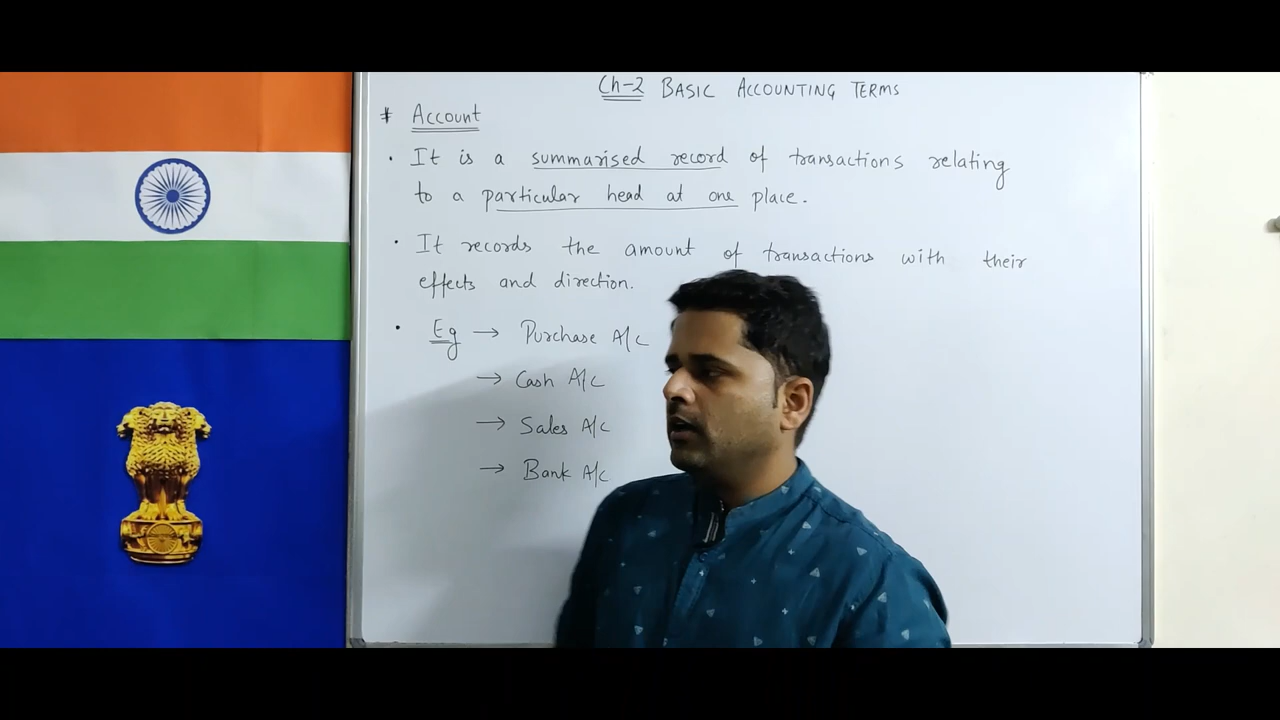 Ch-2 BASIC ACCOUNTING TERMS
* Account
• It is a summarised record of transactions relating
to a particular head at one place.
• It records the amount of transactions with their
effects and direction.
• Eg → Purchase A/C
→ Cash A/C
→ Sales A/C
→ Bank A/C